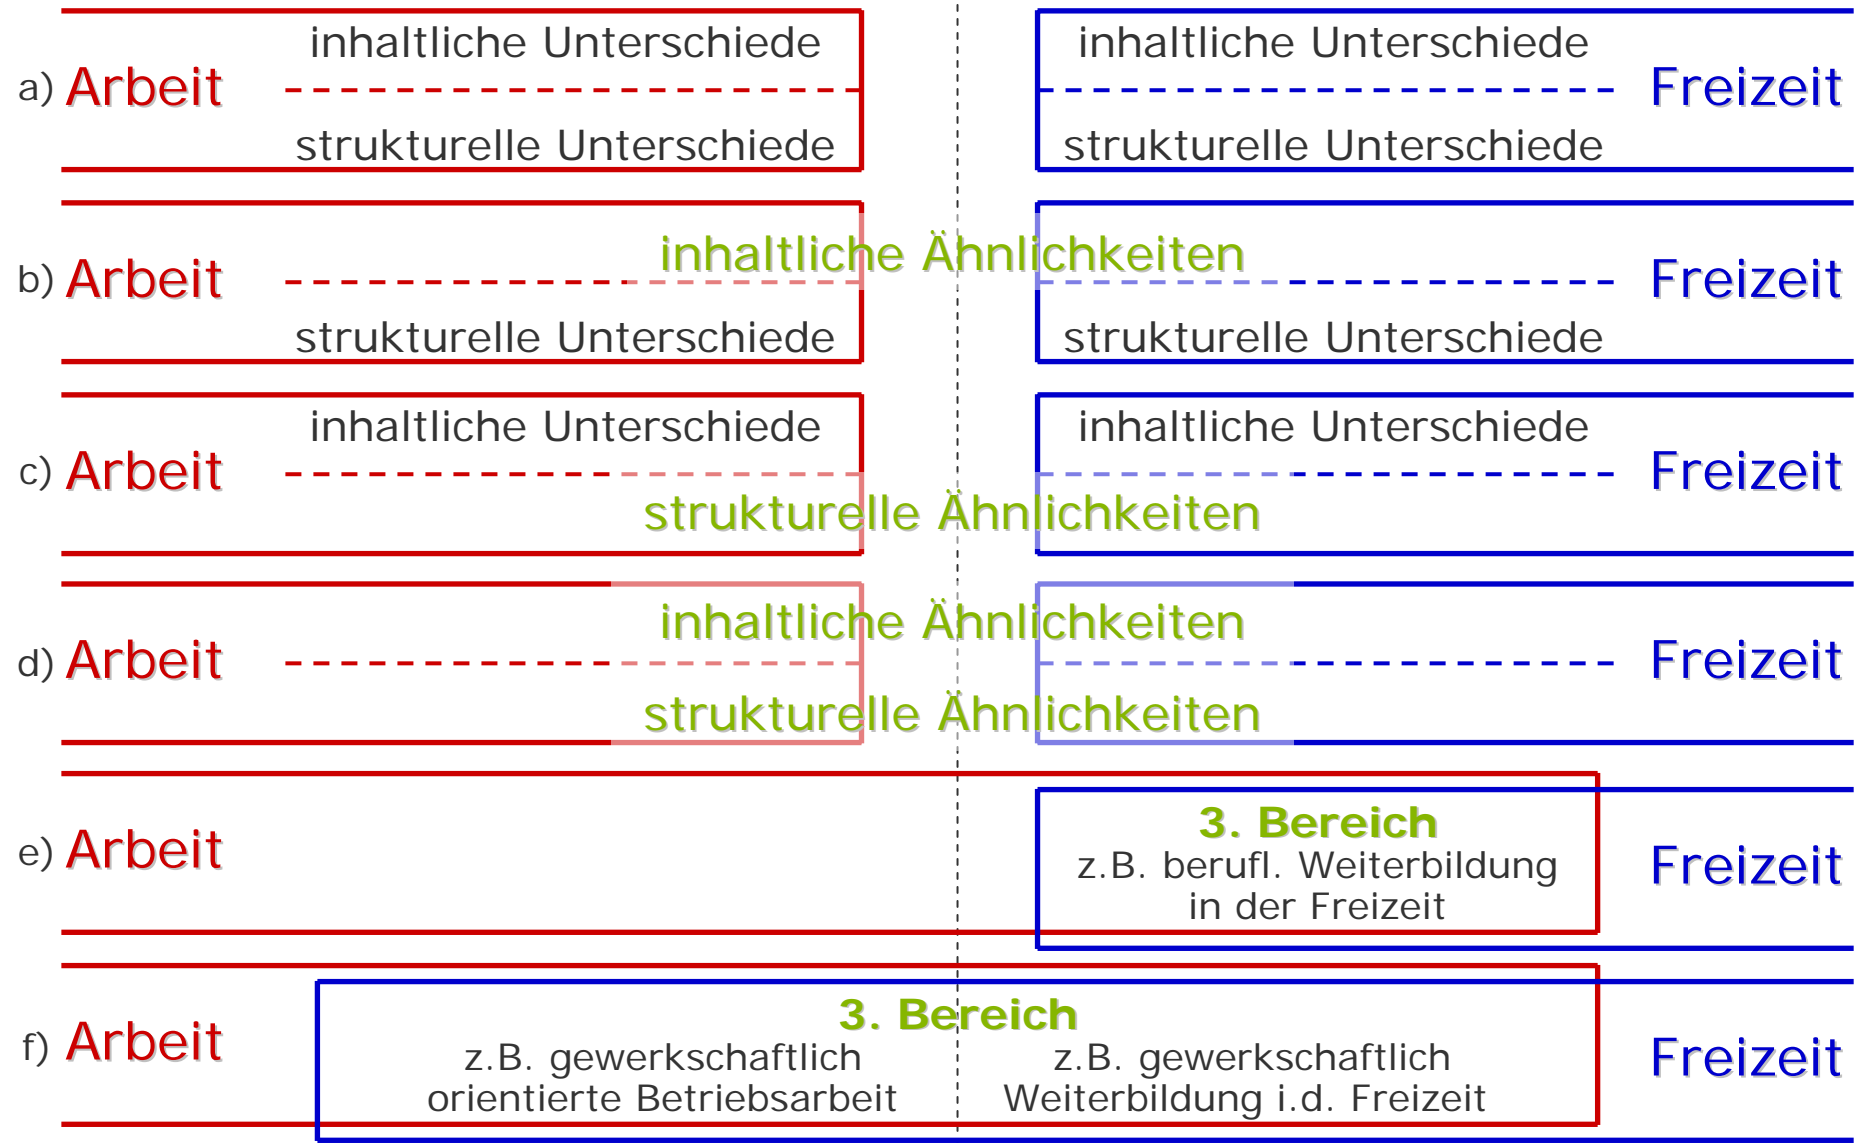 inhaltliche Unterschiede inhaltliche Unterschiede
a) Arbeit Freizeit
strukturelle Unterschiede strukturelle Unterschiede
inhaltliche Ähnlichkeiten
b) Arbeit Freizeit
strukturelle Unterschiede strukturelle Unterschiede
inhaltliche Unterschiede inhaltliche Unterschiede
c) Arbeit Freizeit
strukturelle Ähnlichkeiten
inhaltliche Ähnlichkeiten
d) Arbeit Freizeit
strukturelle Ähnlichkeiten
3. Bereich
e) Arbeit z.B. berufl. Weiterbildung Freizeit
in der Freizeit
3. Bereich
f) Arbeit z.B. gewerkschaftlich z.B. gewerkschaftlich Freizeit
orientierte Betriebsarbeit Weiterbildung i.d. Freizeit